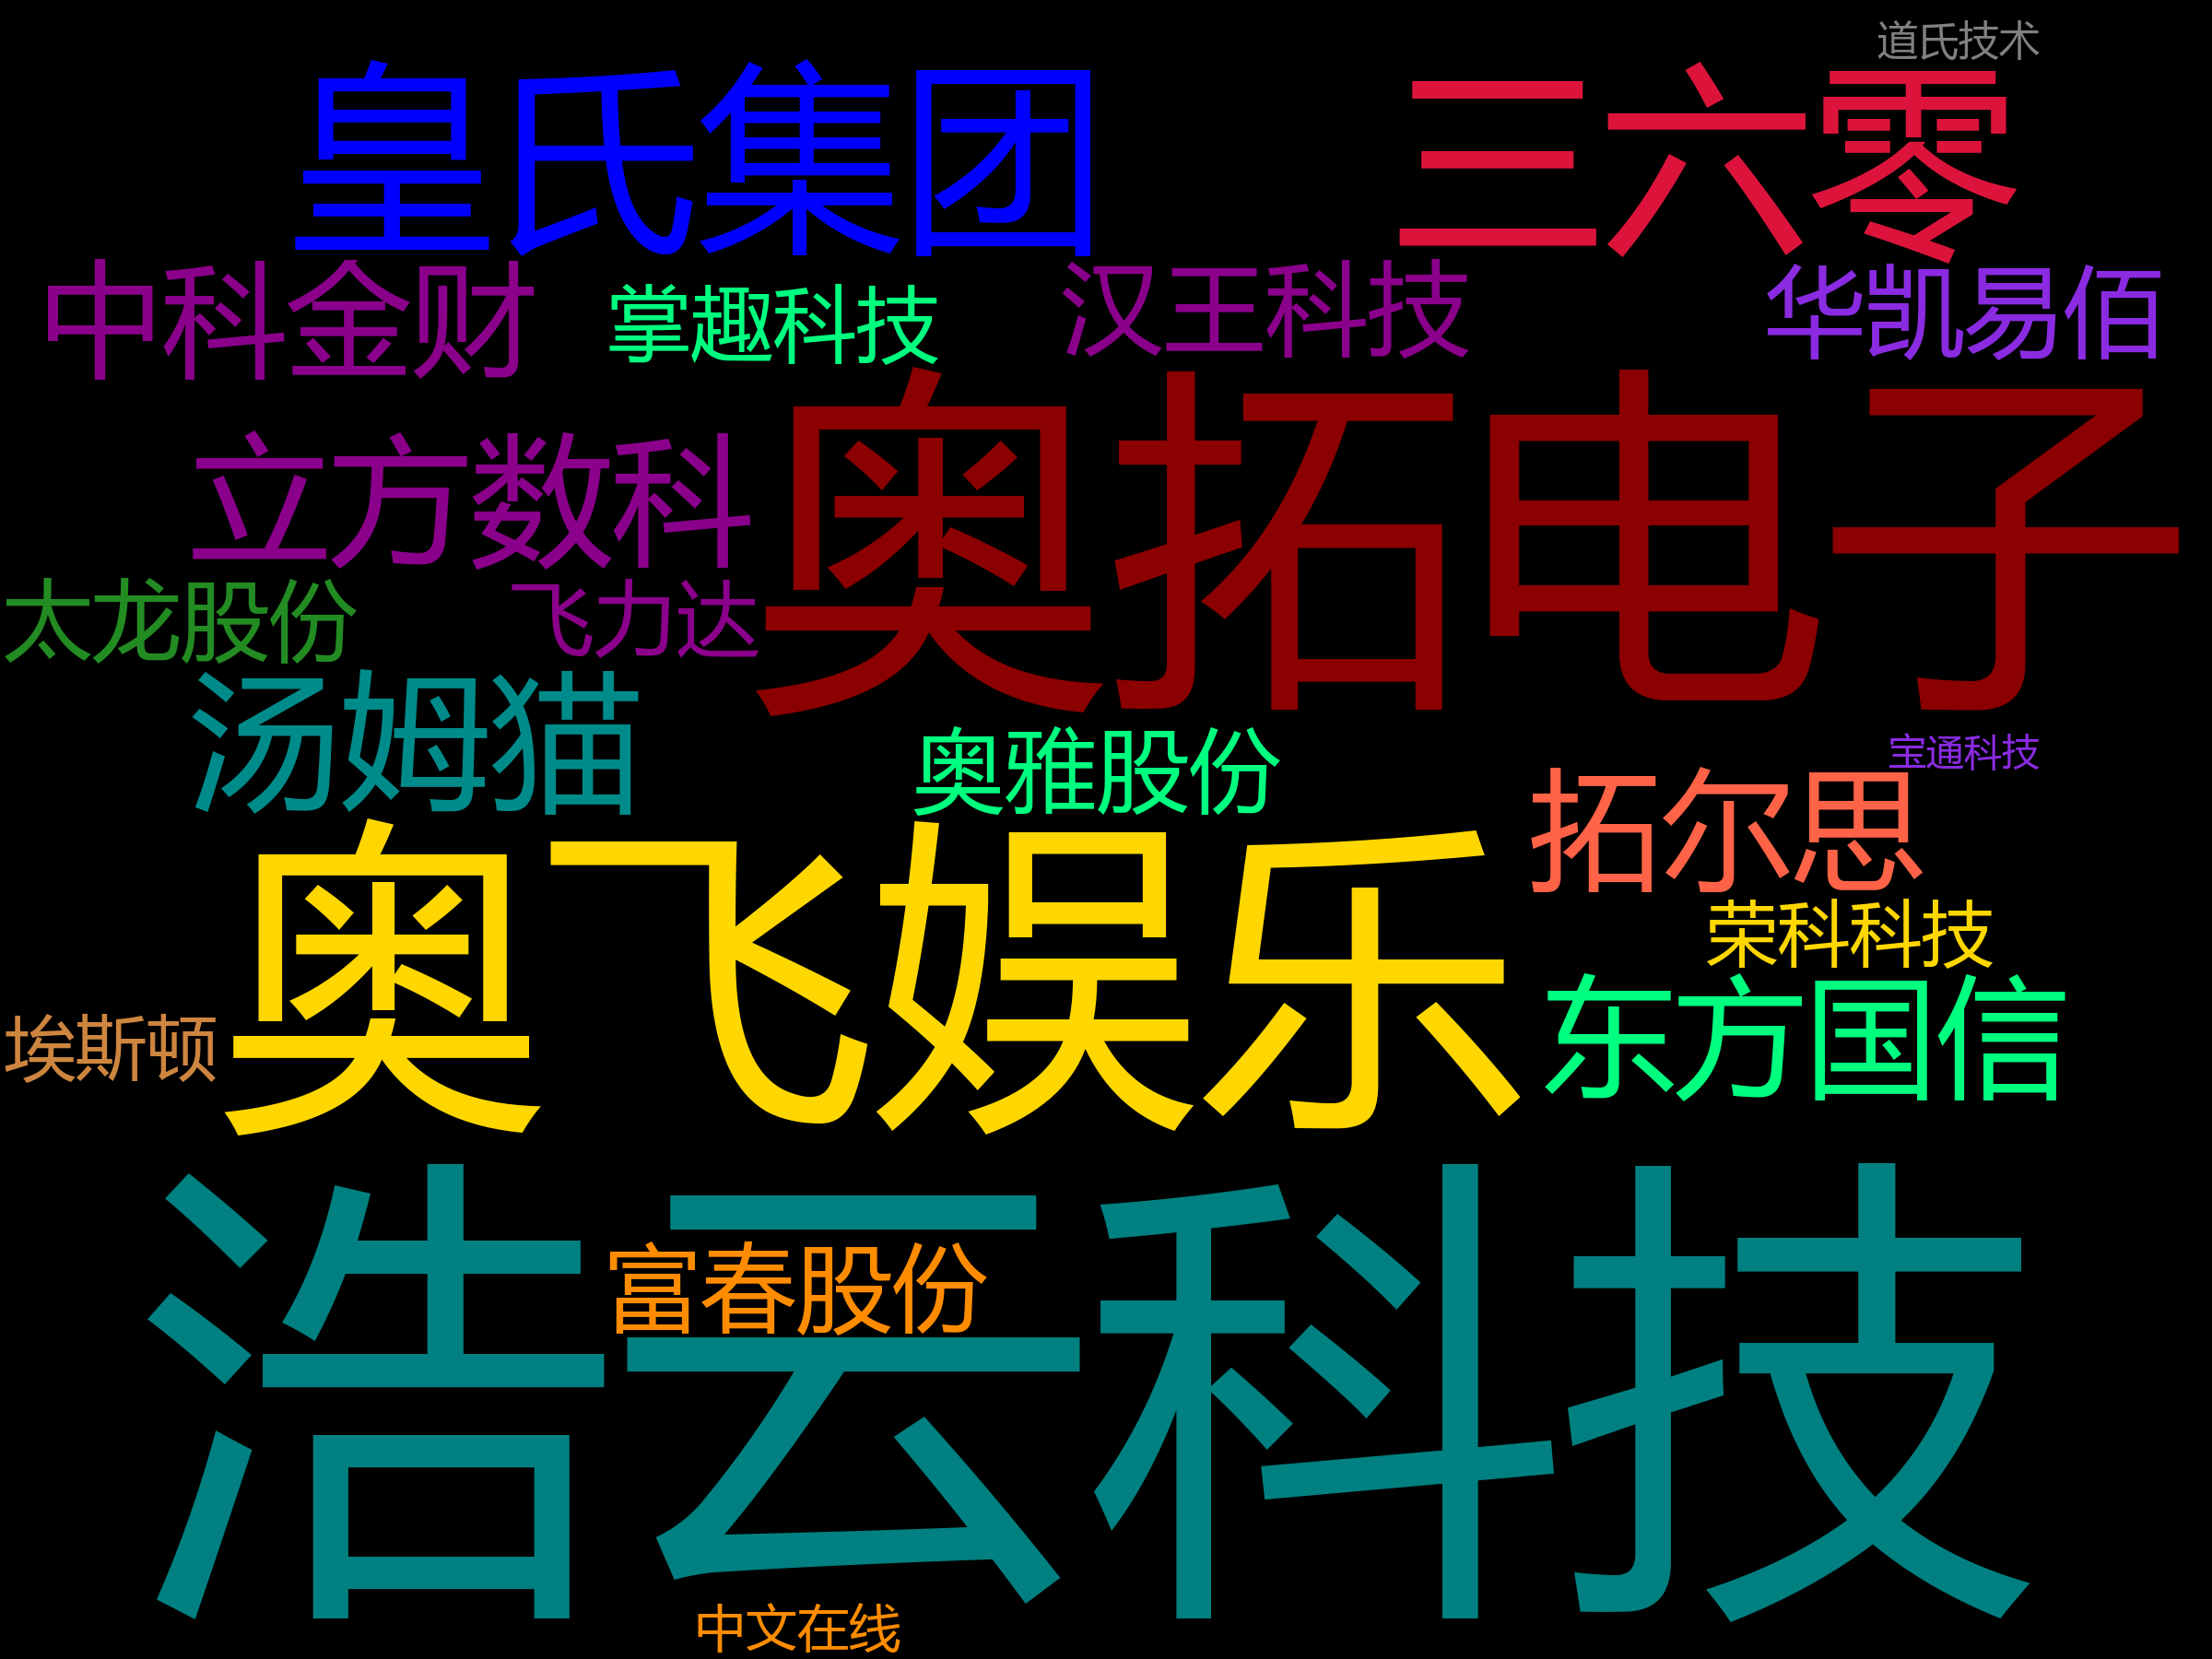 道氏技术
皇氏集团
三六零
中科金财
掌趣科技
汉王科技
华凯易佰
奥拓电子
立方数科
太龙股份
飞力达
汤姆猫
奥雅股份
宝通科技
拓尔思
奥飞娱乐
荣科科技
东方国信
埃斯顿
浩云科技
富春股份
中文在线